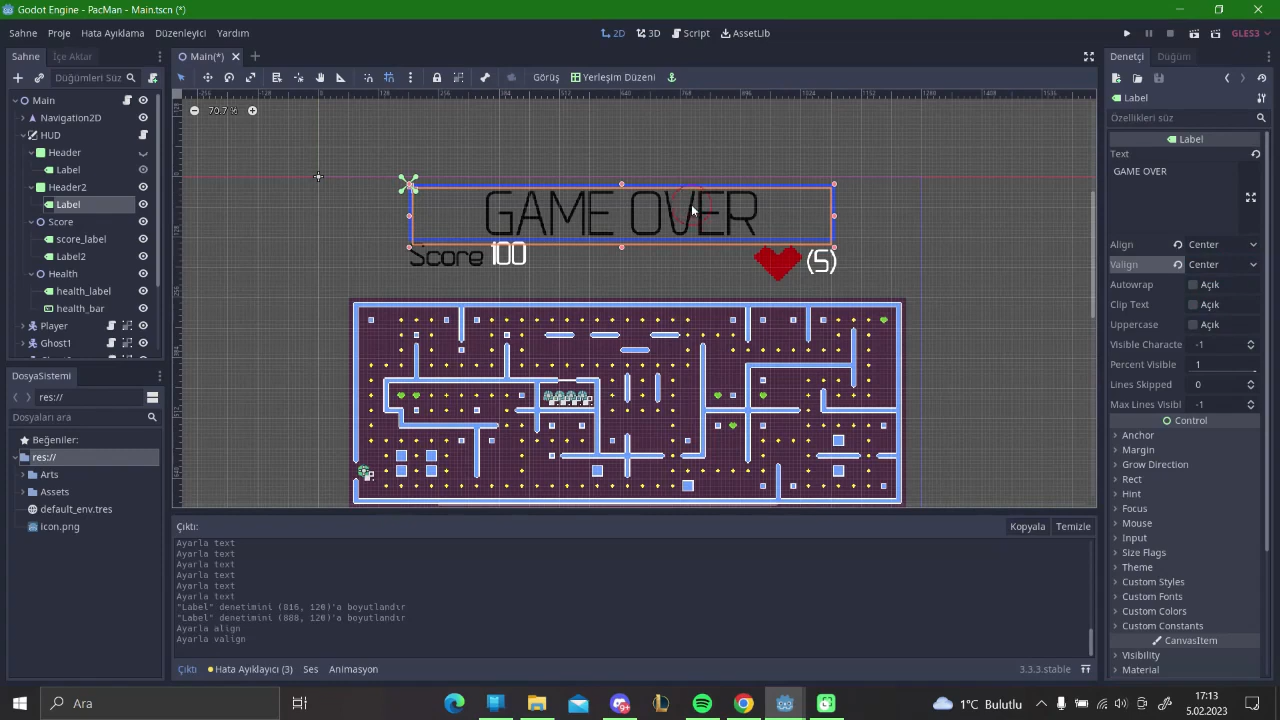 Godot Engine - PacMan - Main.tscn (*)
Sahne Proje Hata Ayıklama Düzenleyici Yardım
2D 3D Script AssetLib
GLES3
Sahne İçe Aktar
Düğümleri Süz
Main
Navigation2D
HUD
Header
Label
Header2
Label
Score
score_label
Label2
Health
health_label
health_bar
Player
Ghost1
DosyaSistemi
res://
Dosyaları ara
Beğeniler:
res://
Arts
Assets
default_env.tres
Icon.png
Main(*)
Görüş Yerleşim Düzeni
70.7 %
GAME OVER
Score 100
(5)
Çıktı:
Kopyala Temizle
Ayarla text
Ayarla text
Ayarla text
Ayarla text
Ayarla text
Ayarla text
"Label" denetimini (816, 120)'a boyutlandır
"Label" denetimini (888, 120)'a boyutlandır
Ayarla align
Ayarla valign
Çıktı Hata Ayıklayıcı (3) Ses Animasyon
3.3.3.stable
Denetçi Düğüm
Label
Özellikleri süz
Label
Text
GAME OVER
Align Center
Valign Center
Autowrap Açık
Clip Text Açık
Uppercase Açık
Visible Characte -1
Percent Visible 1
Lines Skipped 0
Max Lines Visibl -1
Control
Anchor
Margin
Grow Direction
Rect
Hint
Focus
Mouse
Input
Size Flags
Theme
Custom Styles
Custom Fonts
Custom Colors
Custom Constants
CanvasItem
Visibility
Material
Ara
1°C Bulutlu
17:13
5.02.2023